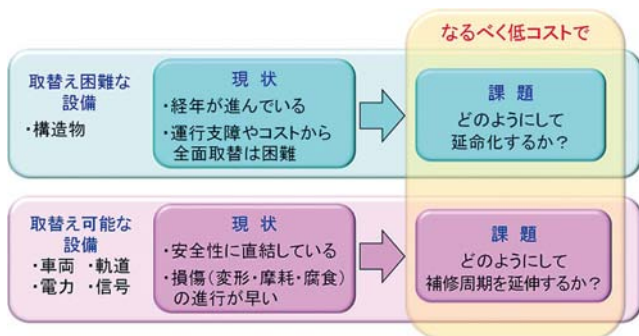 なるべく低コストで
取替え困難な
設備
・構造物
現 状
・経年が進んでいる
・運行支障やコストから
全面取替は困難
課 題
どのようにして
延命化するか?
取替え可能な
設備
・車両 ・軌道
・電力 ・信号
現 状
・安全性に直結している
・損傷(変形・摩耗・腐食)
の進行が早い
課 題
どのようにして
補修周期を延伸するか?